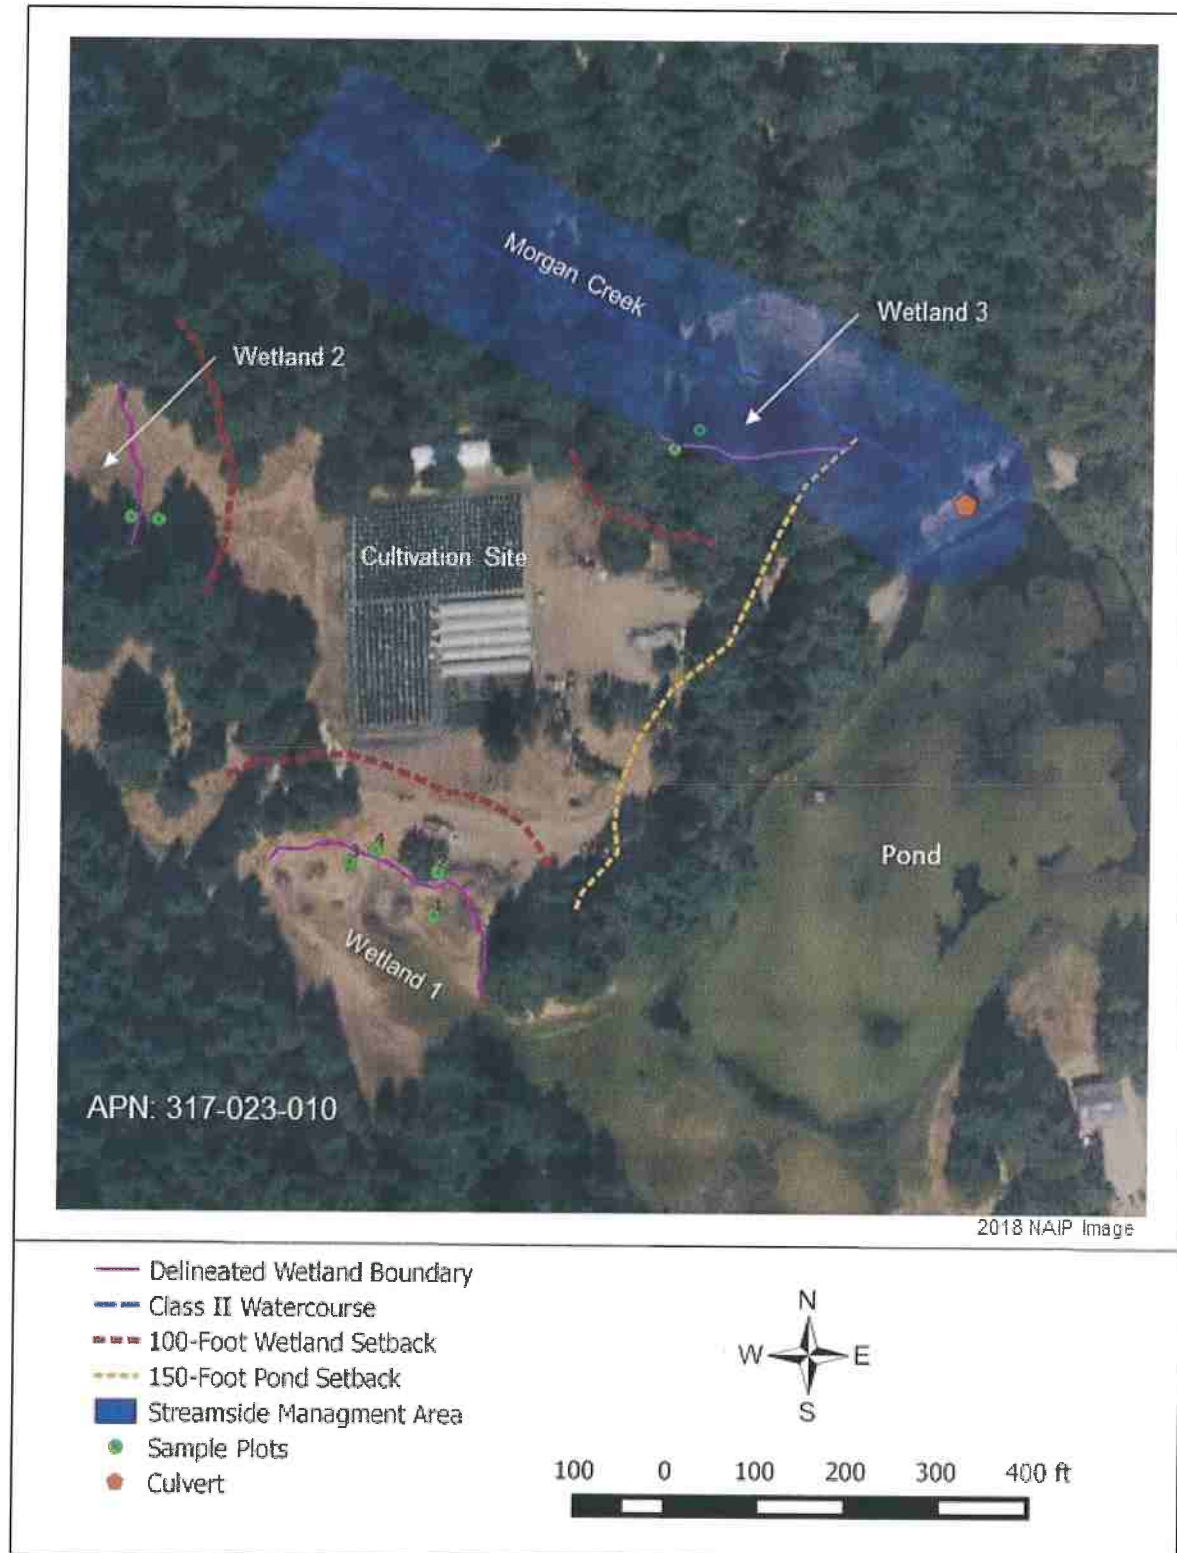 Morgan Creek
Wetland 3
Wetland 2
Cultivation Site
Pond
3
4
Wetland 1
APN: 317-023-010
2018 NAIP Image
Delineated Wetland Boundary
Class II Watercourse
100-Foot Wetland Setback
150-Foot Pond Setback
Streamside Managment Area
Sample Plots
Culvert
N
W
E
S
100 0 100 200 300 400 ft